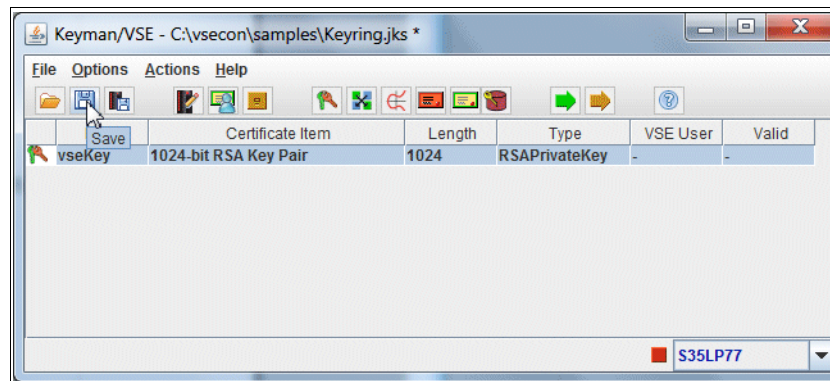 Keyman/VSE - C:\vsecon\samples\Keyring.jks *
File Options Actions Help
Save
Certificate Item Length Type VSE User Valid
vseKey 1024-bit RSA Key Pair 1024 RSAPrivateKey - -
S35LP77